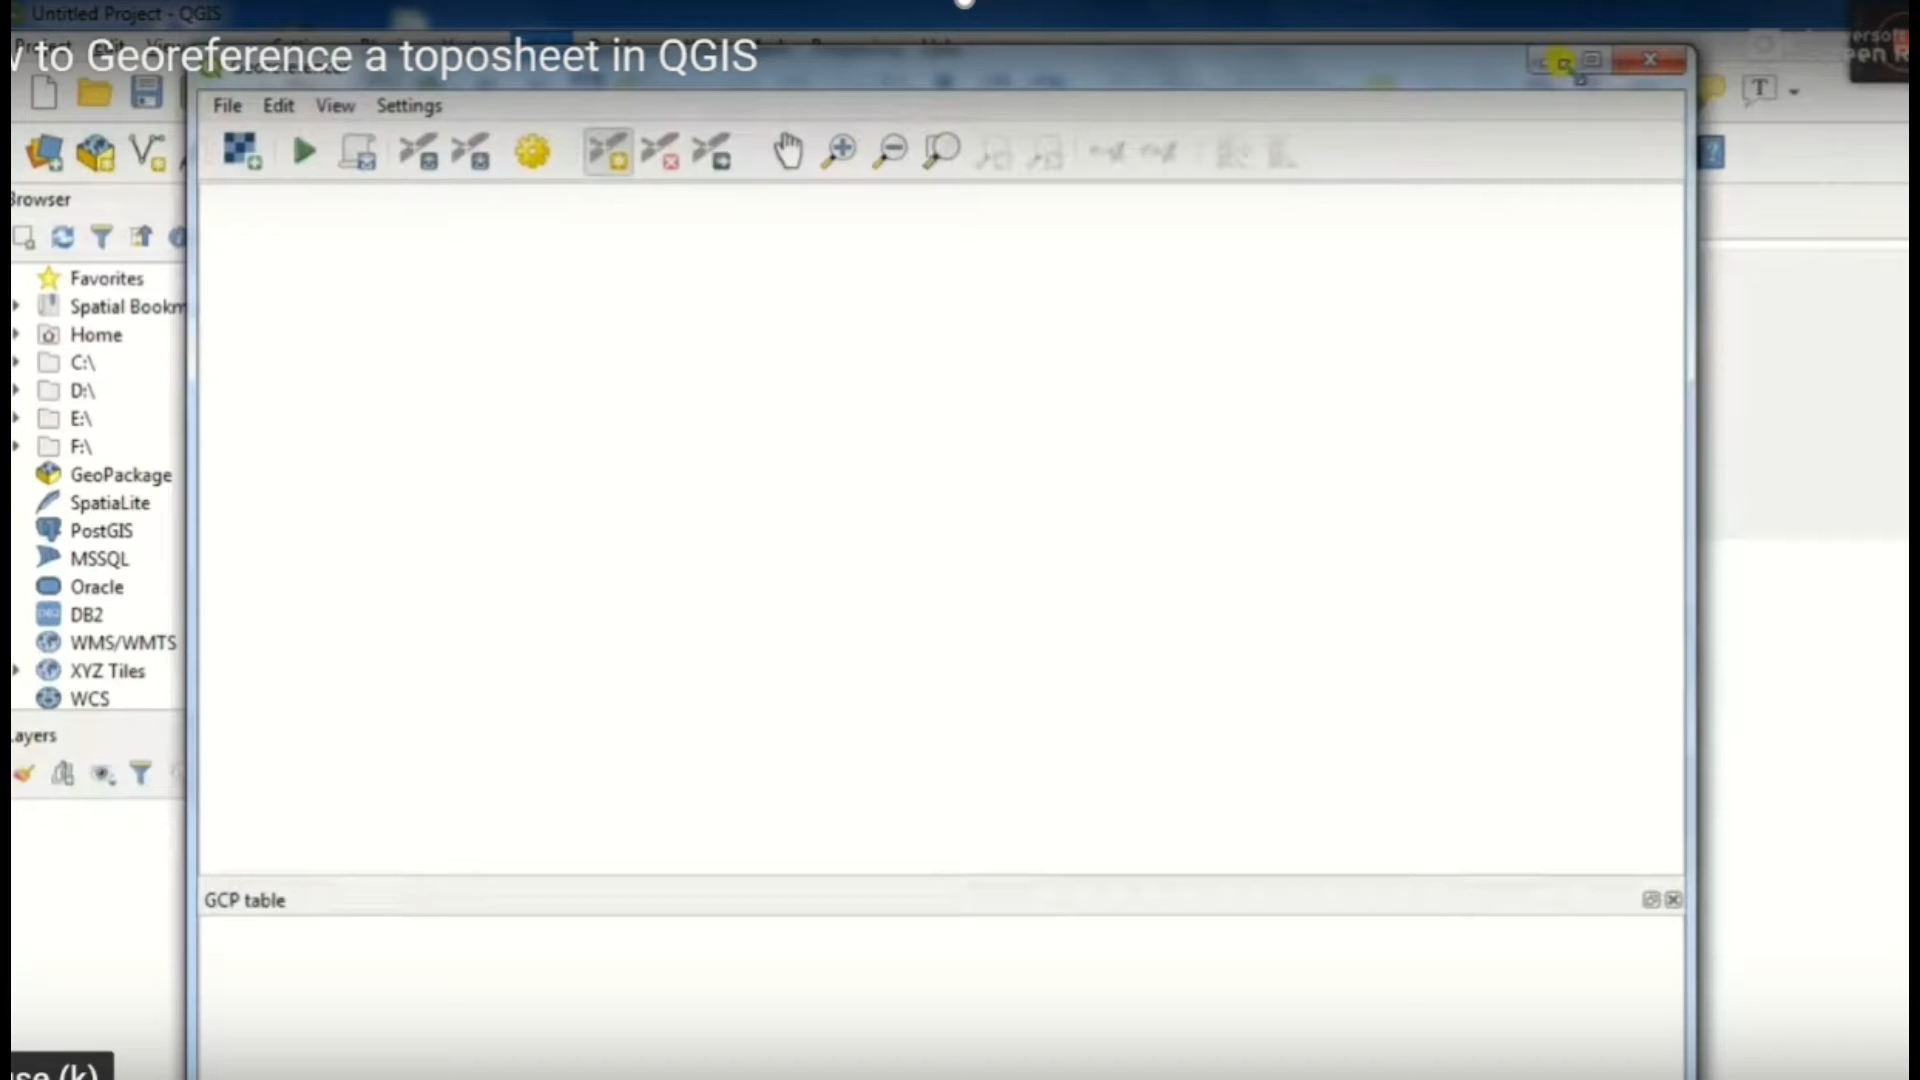 Untitled Project - QGIS
to Georeference a toposheet in QGIS
File Edit View Settings
Browser
Favorites
Spatial Bookm
Home
C:\
D:\
E:\
F:\
GeoPackage
SpatiaLite
PostGIS
MSSQL
Oracle
DB2
WMS/WMTS
XYZ Tiles
WCS
ayers
GCP table
se (k)